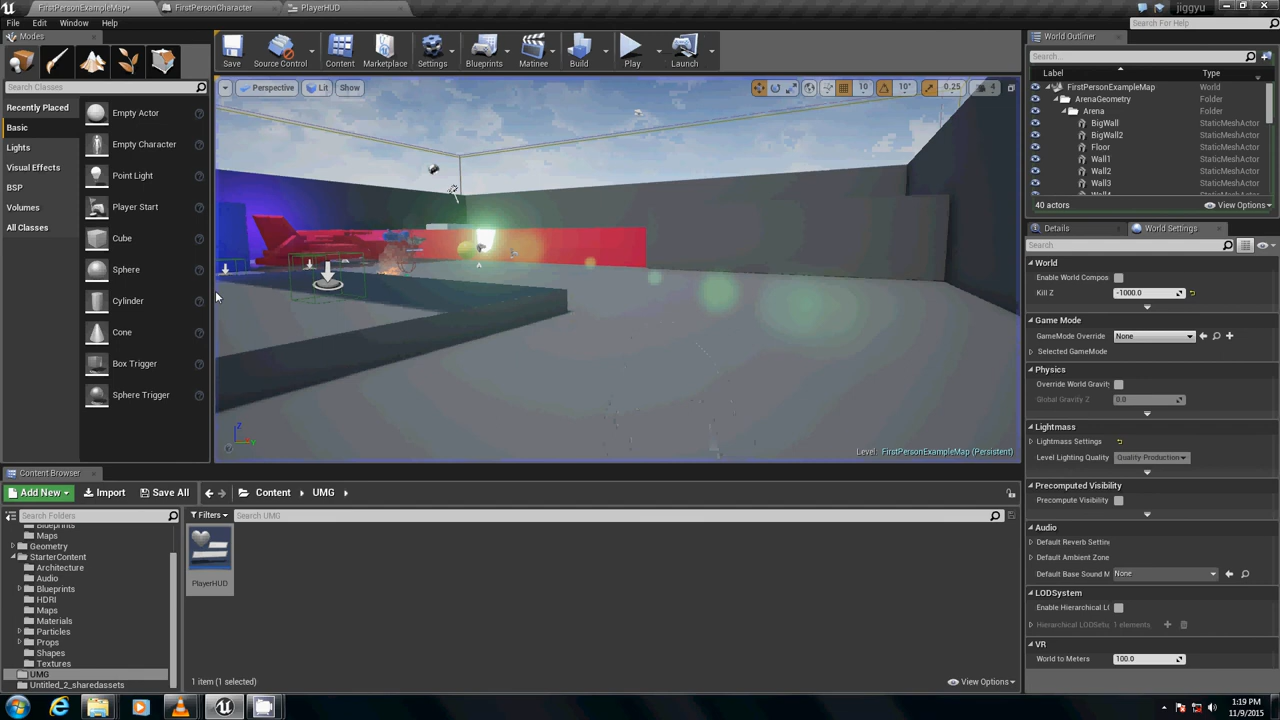 FirstPersonExampleMap*
FirstPersonCharacter
PlayerHUD
jiggyu
File Edit Window Help
Search For Help
Modes
Search Classes
Recently Placed
Basic
Lights
Visual Effects
BSP
Volumes
All Classes
Empty Actor
Empty Character
Point Light
Player Start
Cube
Sphere
Cylinder
Cone
Box Trigger
Sphere Trigger
Save
Source Control
Content
Marketplace
Settings
Blueprints
Matinee
Build
Play
Launch
Perspective
Lit
Show
10
10°
0.25
4
Z
Level: FirstPersonExampleMap (Persistent)
World Outliner
Search...
Label Type
FirstPersonExampleMap World
ArenaGeometry Folder
Arena Folder
BigWall StaticMeshActor
BigWall2 StaticMeshActor
Floor StaticMeshActor
Wall1 StaticMeshActor
Wall2 StaticMeshActor
Wall3 StaticMeshActor
40 actors View Options
Details World Settings
Search
World
Enable World Compos
Kill Z -1000.0
Game Mode
GameMode Override None
Selected GameMode
Physics
Override World Gravit
Global Gravity Z 0.0
Lightmass
Lightmass Settings
Level Lighting Quality Quality Production
Precomputed Visibility
Precompute Visibility
Audio
Default Reverb Settin
Default Ambient Zone
Default Base Sound M None
LODSystem
Enable Hierarchical L
Hierarchical LODSetu 1 elements
VR
World to Meters 100.0
Content Browser
Add New Import Save All Content UMG
Search Folders
Filters Search UMG
Blueprints
Maps
Geometry
StarterContent
Architecture
Audio
Blueprints
HDRI
Maps
Materials
Particles
Props
Shapes
Textures
UMG
Untitled_2_sharedassets
PlayerHUD
1 item (1 selected) View Options
1:19 PM
11/9/2015